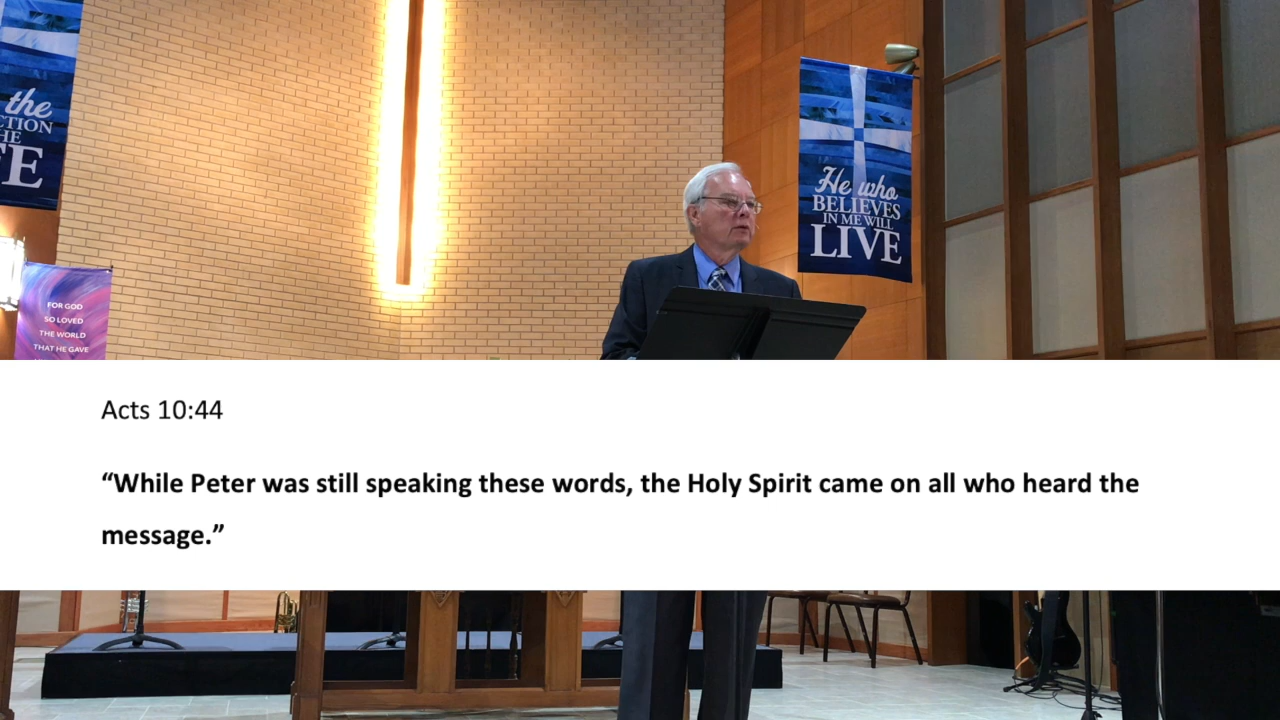 the
CTION
HE
FE
FOR GOD
SO LOVED
THE WORLD
THAT HE GAVE
He who
BELIEVES
IN ME WILL
LIVE
Acts 10:44
“While Peter was still speaking these words, the Holy Spirit came on all who heard the
message.”